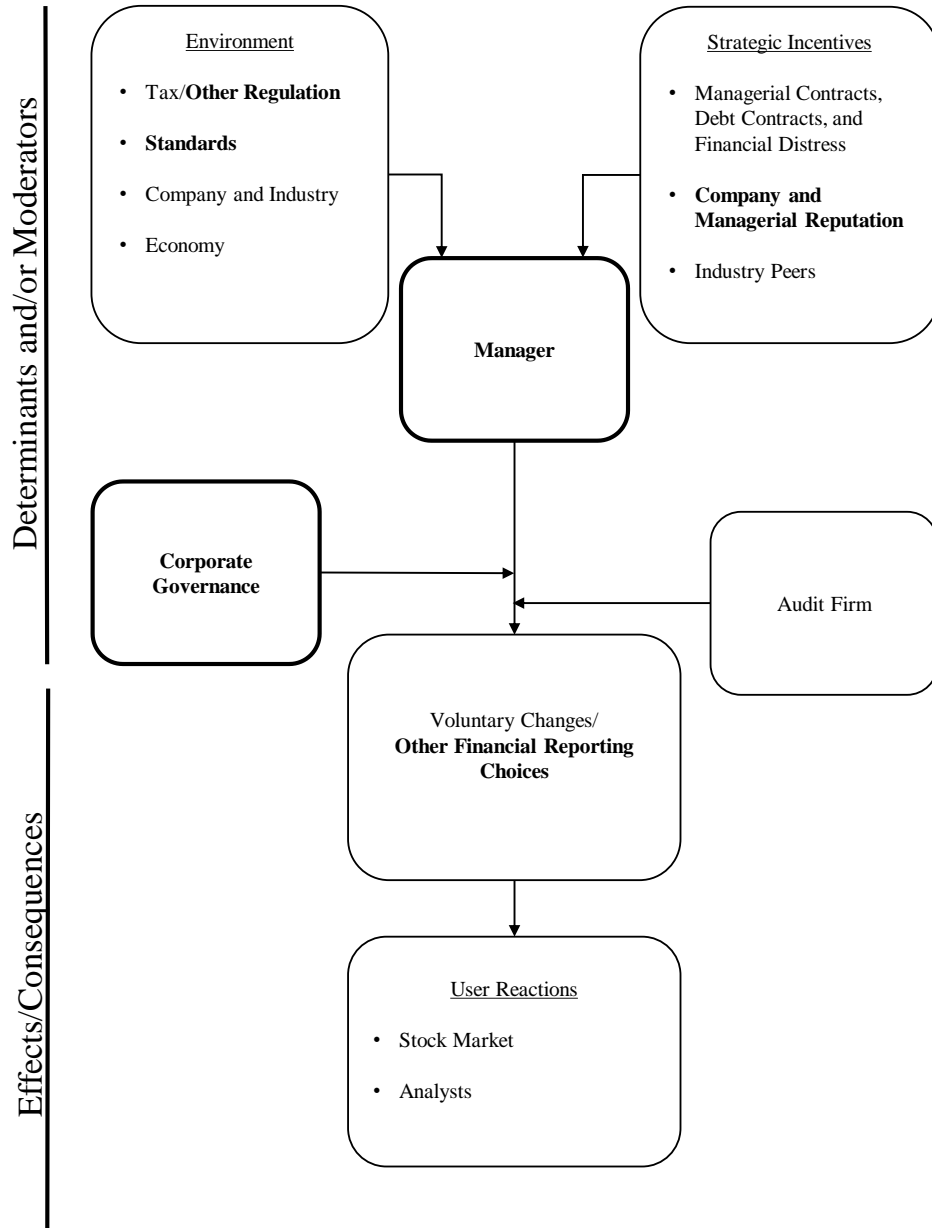 Determinants and/or Moderators
Environment
• Tax/Other Regulation
• Standards
• Company and Industry
• Economy
Strategic Incentives
• Managerial Contracts,
Debt Contracts, and
Financial Distress
• Company and
Managerial Reputation
• Industry Peers
Manager
Corporate
Governance
Audit Firm
Effects/Consequences
Voluntary Changes/
Other Financial Reporting
Choices
User Reactions
• Stock Market
• Analysts